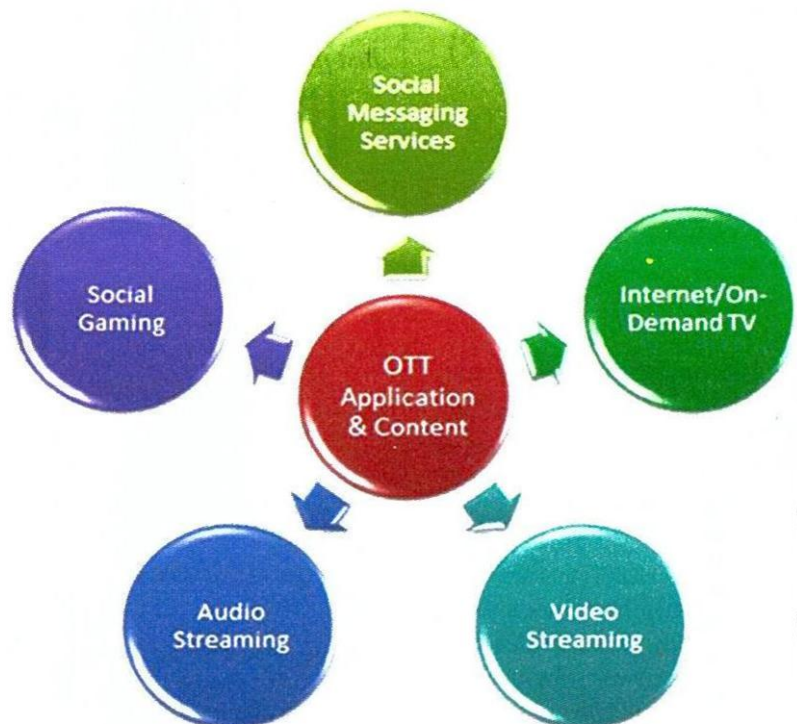 Social
Messaging
Services
Social
Gaming
Internet/On-
Demand TV
OTT
Application
& Content
Audio
Streaming
Video
Streaming